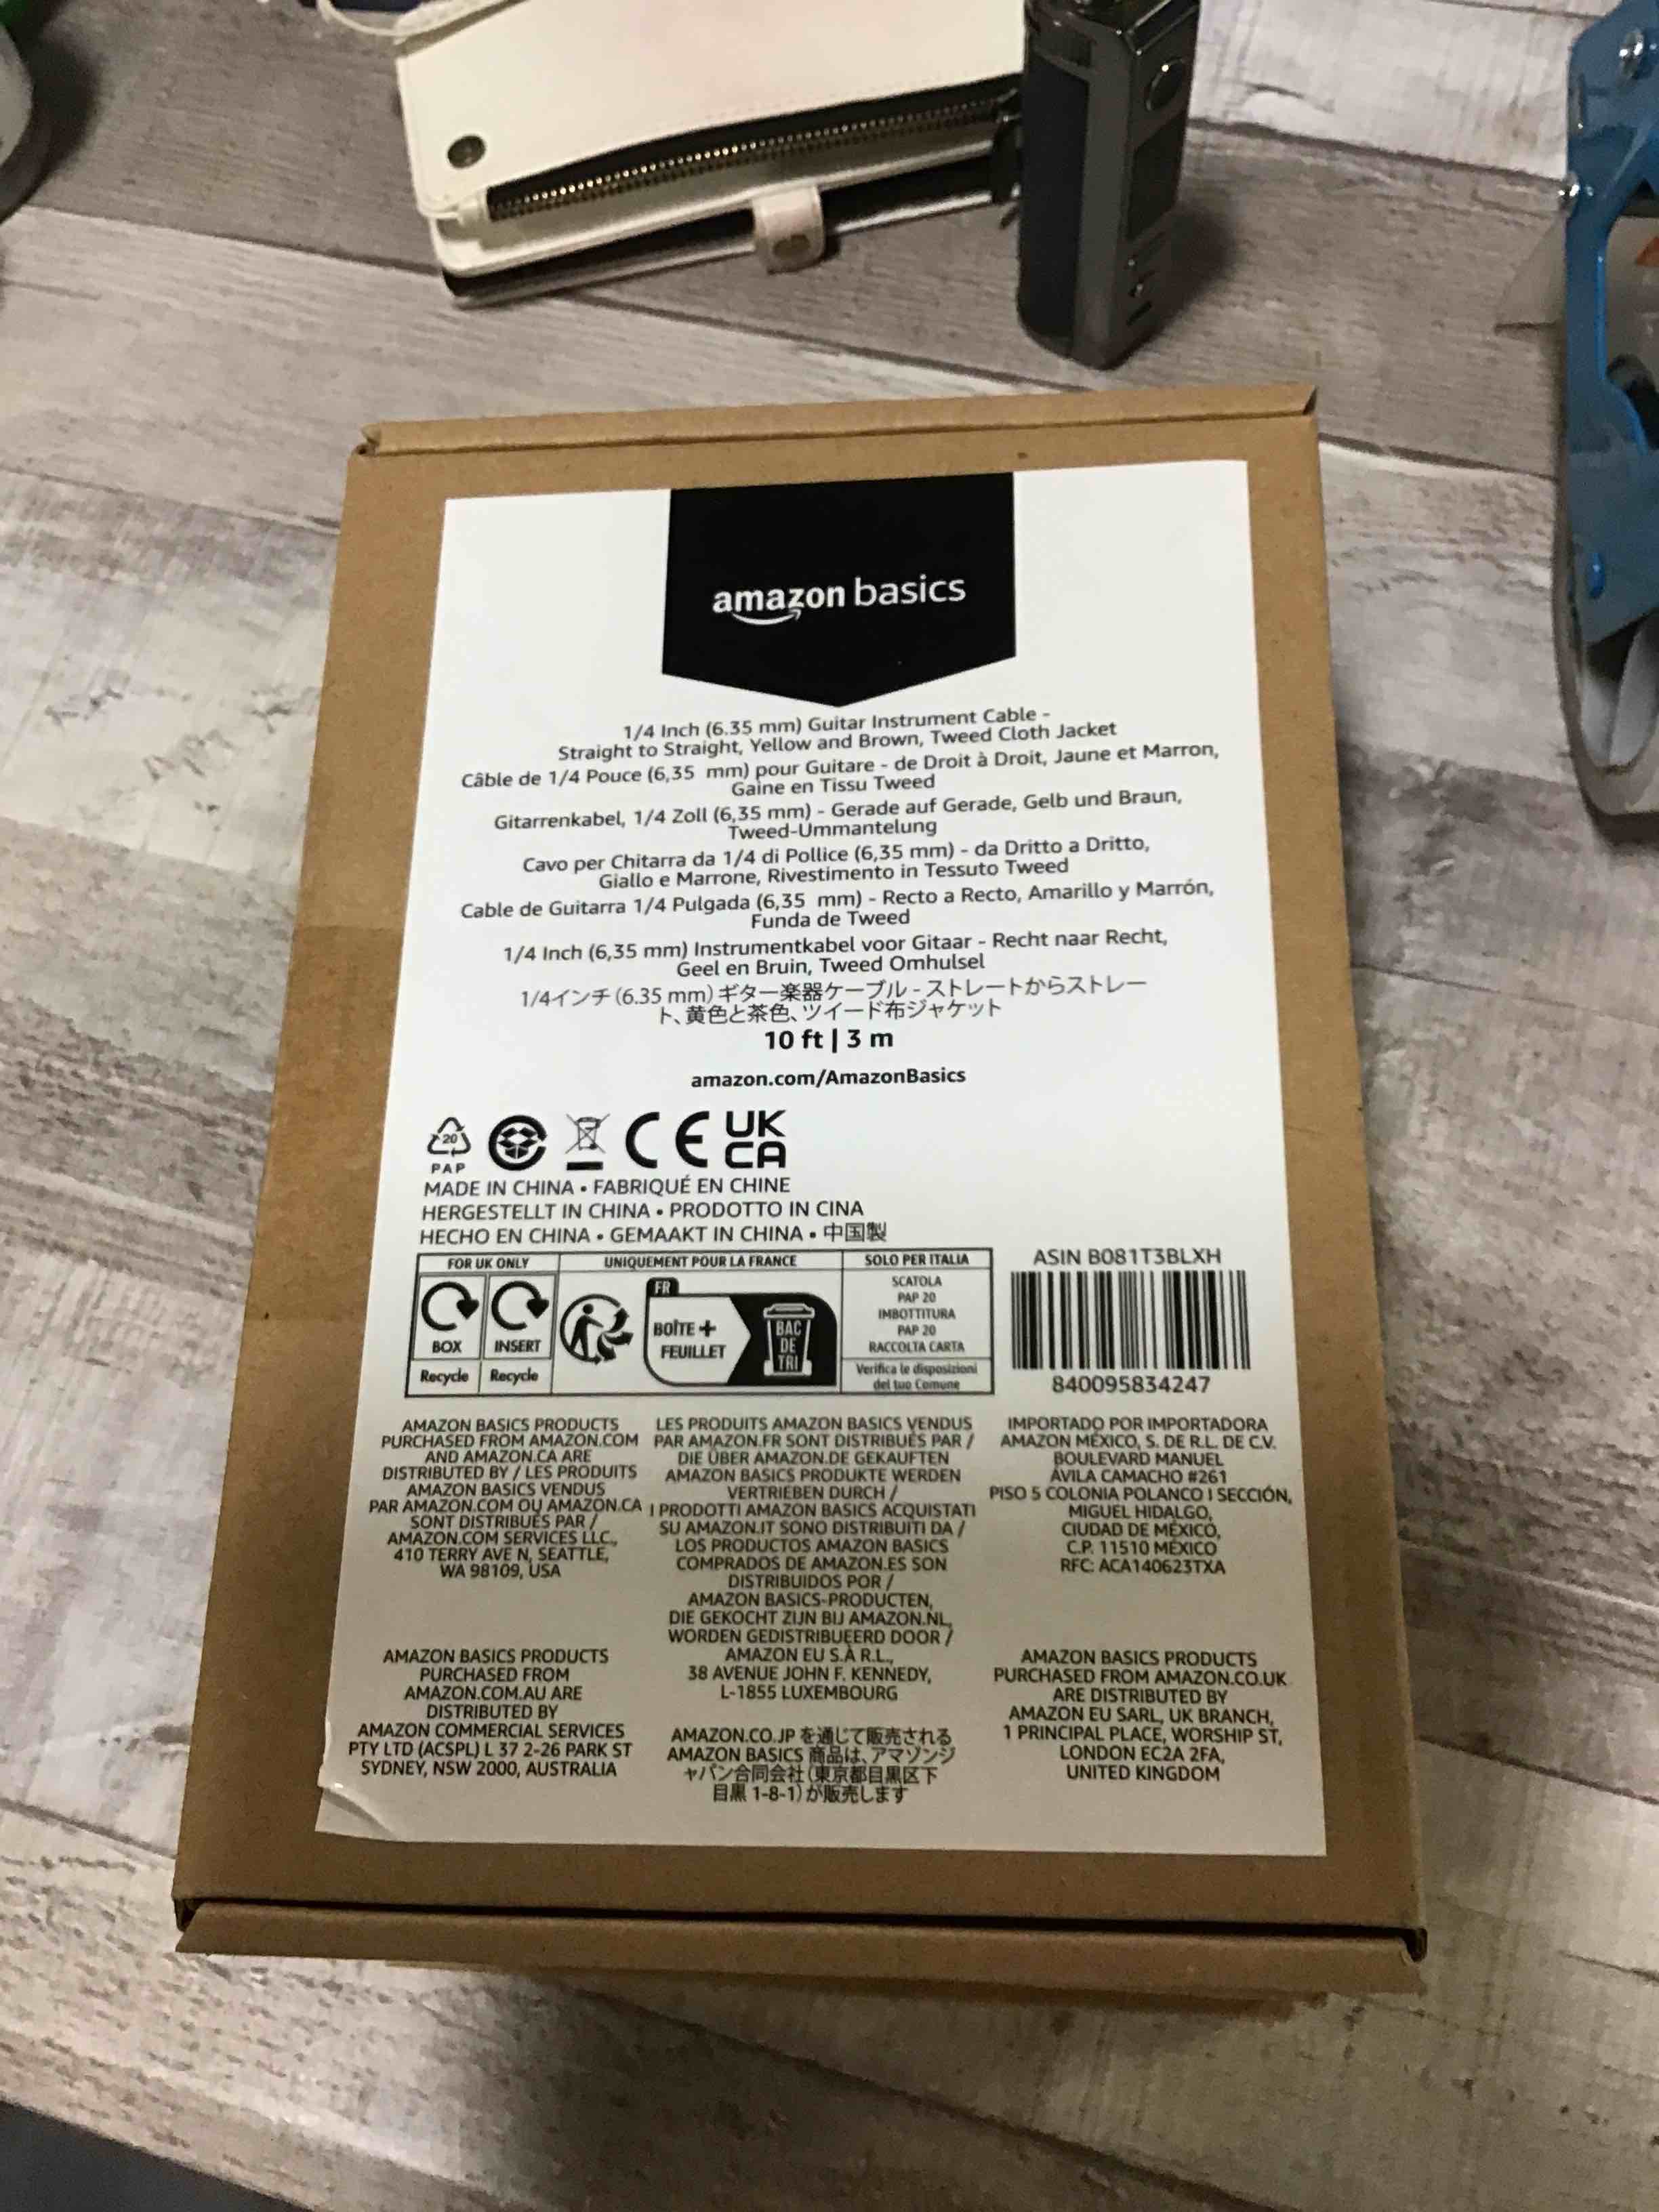 amazon basics
1/4 Inch (6.35 mm) Guitar Instrument Cable -
Straight to Straight, Yellow and Brown, Tweed Cloth Jacket
Câble de 1/4 Pouce (6,35 mm) pour Guitare - de Droit à Droit, Jaune et Marron,
Gaine en Tissu Tweed
Gitarrenkabel, 1/4 Zoll (6,35 mm) - Gerade auf Gerade, Gelb und Braun,
Tweed-Ummantelung
Cavo per Chitarra da 1/4 di Pollice (6,35 mm) - da Dritto a Dritto,
Giallo e Marrone, Rivestimento in Tessuto Tweed
Cable de Guitarra 1/4 Pulgada (6,35 mm) - Recto a Recto, Amarillo y Marrón,
Funda de Tweed
1/4 Inch (6,35 mm) Instrumentkabel voor Gitaar - Recht naar Recht,
Geel en Bruin, Tweed Omhulsel
1/4インチ (6.35 mm) ギター楽器ケーブル - ストレートからストレー
ト、黄色と茶色、ツイード布ジャケット
10 ft | 3 m
amazon.com/AmazonBasics
20
PAP
CE
UK
CA
MADE IN CHINA • FABRIQUÉ EN CHINE
HERGESTELLT IN CHINA • PRODOTTO IN CINA
HECHO EN CHINA • GEMAAKT IN CHINA • 中国製
FOR UK ONLY
BOX
INSERT
Recycle
Recycle
UNIQUEMENT POUR LA FRANCE
FR
BOÎTE +
FEUILLET
BAC
DE
TRI
SOLO PER ITALIA
SCATOLA
PAP 20
IMBOTTITURA
PAP 20
RACCOLTA CARTA
Verifica le disposizioni
del tuo Comune
ASIN B081T3BLXH
840095834247
AMAZON BASICS PRODUCTS
PURCHASED FROM AMAZON.COM
AND AMAZON.CA ARE
DISTRIBUTED BY / LES PRODUITS
AMAZON BASICS VENDUS
PAR AMAZON.COM OU AMAZON.CA
SONT DISTRIBUÉS PAR /
AMAZON.COM SERVICES LLC.,
410 TERRY AVE N, SEATTLE,
WA 98109, USA
LES PRODUITS AMAZON BASICS VENDUS
PAR AMAZON.FR SONT DISTRIBUÉS PAR /
DIE ÜBER AMAZON.DE GEKAUFTEN
AMAZON BASICS PRODUKTE WERDEN
VERTRIEBEN DURCH /
I PRODOTTI AMAZON BASICS ACQUISTATI
SU AMAZON.IT SONO DISTRIBUITI DA /
LOS PRODUCTOS AMAZON BASICS
COMPRADOS DE AMAZON.ES SON
DISTRIBUIDOS POR /
AMAZON BASICS-PRODUCTEN,
DIE GEKOCHT ZIJN BIJ AMAZON.NL,
WORDEN GEDISTRIBUEERD DOOR /
AMAZON EU S.À R.L.,
38 AVENUE JOHN F. KENNEDY,
L-1855 LUXEMBOURG
IMPORTADO POR IMPORTADORA
AMAZON MÉXICO, S. DE R.L. DE C.V.
BOULEVARD MANUEL
ÁVILA CAMACHO #261
PISO 5 COLONIA POLANCO I SECCIÓN,
MIGUEL HIDALGO,
CIUDAD DE MÉXICO,
C.P. 11510 MÉXICO
RFC: ACA140623TXA
AMAZON BASICS PRODUCTS
PURCHASED FROM
AMAZON.COM.AU ARE
DISTRIBUTED BY
AMAZON COMMERCIAL SERVICES
PTY LTD (ACSPL) L 37 2-26 PARK ST
SYDNEY, NSW 2000, AUSTRALIA
AMAZON.CO.JP を通じて販売される
AMAZON BASICS 商品は、アマゾンジ
ャパン合同会社 (東京都目黒区下
目黒 1-8-1) が販売します
AMAZON BASICS PRODUCTS
PURCHASED FROM AMAZON.CO.UK
ARE DISTRIBUTED BY
AMAZON EU SARL, UK BRANCH,
1 PRINCIPAL PLACE, WORSHIP ST,
LONDON EC2A 2FA,
UNITED KINGDOM